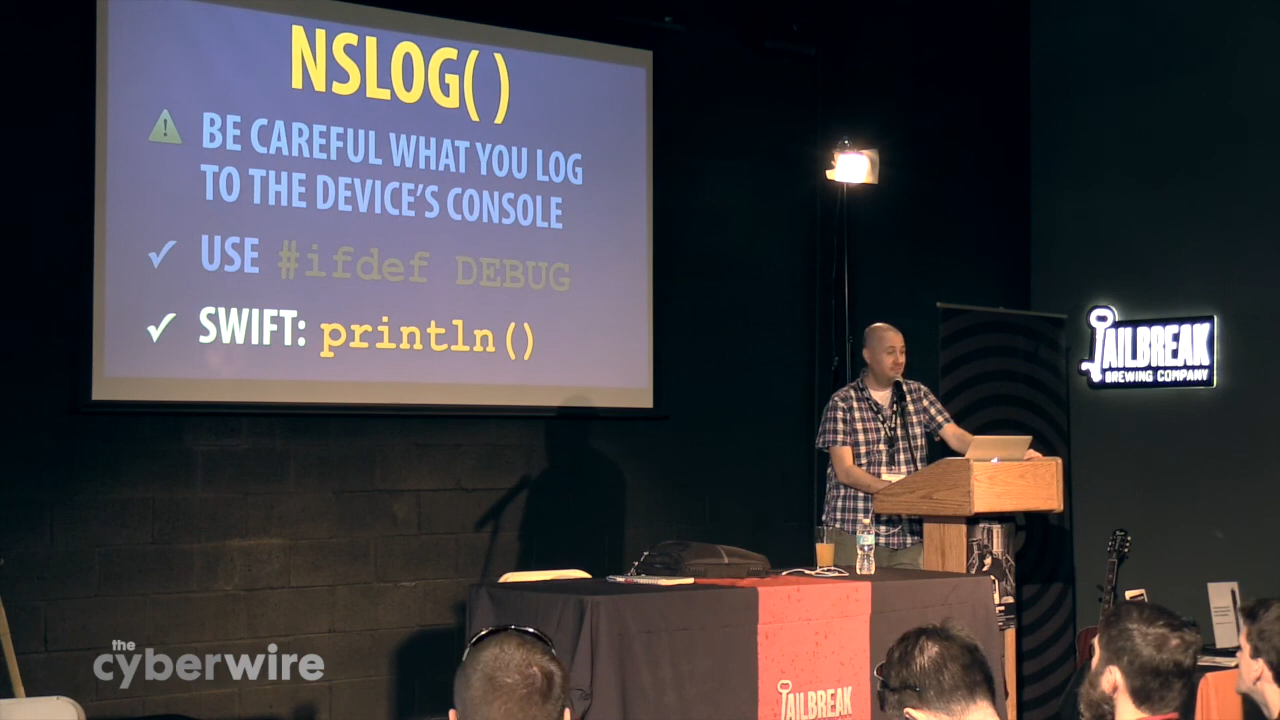 NSLOG( )
BE CAREFUL WHAT YOU LOG
TO THE DEVICE'S CONSOLE
✓ USE #ifdef DEBUG
✓ SWIFT: println()
JAILBREAK
BREWING COMPANY
the
cyberwire
JAILBREAK